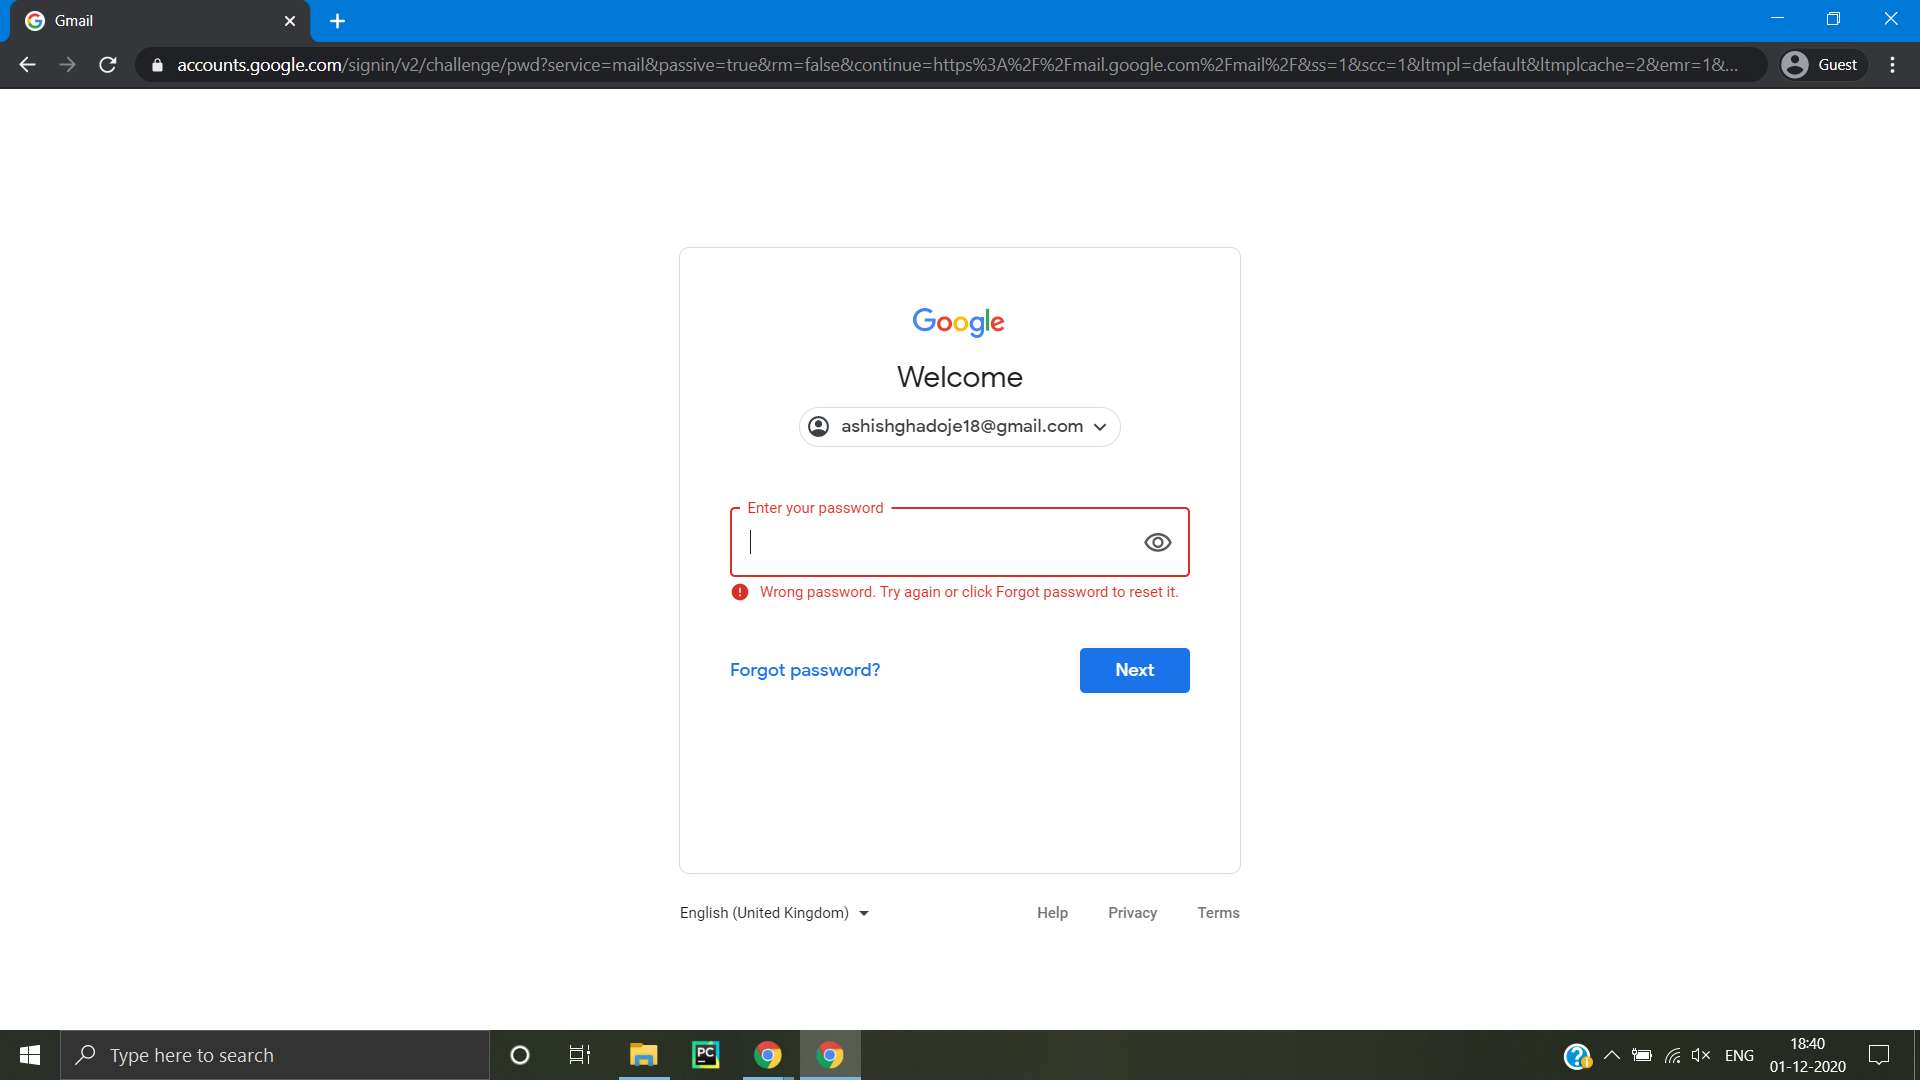 Gmail
accounts.google.com/signin/v2/challenge/pwd?service=mail&passive=true&rm=false&continue=https%3A%2F%2Fmail.google.com%2Fmail%2F&ss=1&scc=1&ltmpl=default&ltmplcache=2&emr=1&...
Guest
Google
Welcome
ashishghadoje18@gmail.com
Enter your password
Wrong password. Try again or click Forgot password to reset it.
Forgot password?
Next
English (United Kingdom)
Help
Privacy
Terms
Type here to search
PC
ENG
18:40
01-12-2020